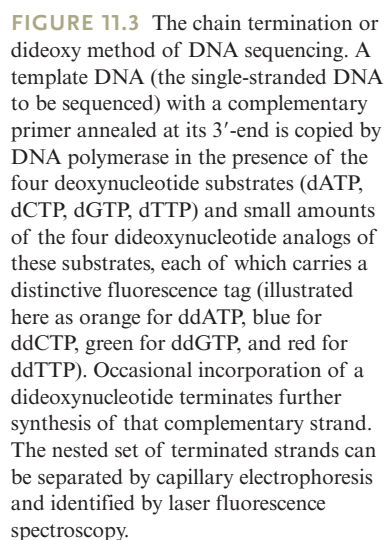 FIGURE 11.3 The chain termination or
dideoxy method of DNA sequencing. A
template DNA (the single-stranded DNA
to be sequenced) with a complementary
primer annealed at its 3′-end is copied by
DNA polymerase in the presence of the
four deoxynucleotide substrates (dATP,
dCTP, dGTP, dTTP) and small amounts
of the four dideoxynucleotide analogs of
these substrates, each of which carries a
distinctive fluorescence tag (illustrated
here as orange for ddATP, blue for
ddCTP, green for ddGTP, and red for
ddTTP). Occasional incorporation of a
dideoxynucleotide terminates further
synthesis of that complementary strand.
The nested set of terminated strands can
be separated by capillary electrophoresis
and identified by laser fluorescence
spectroscopy.